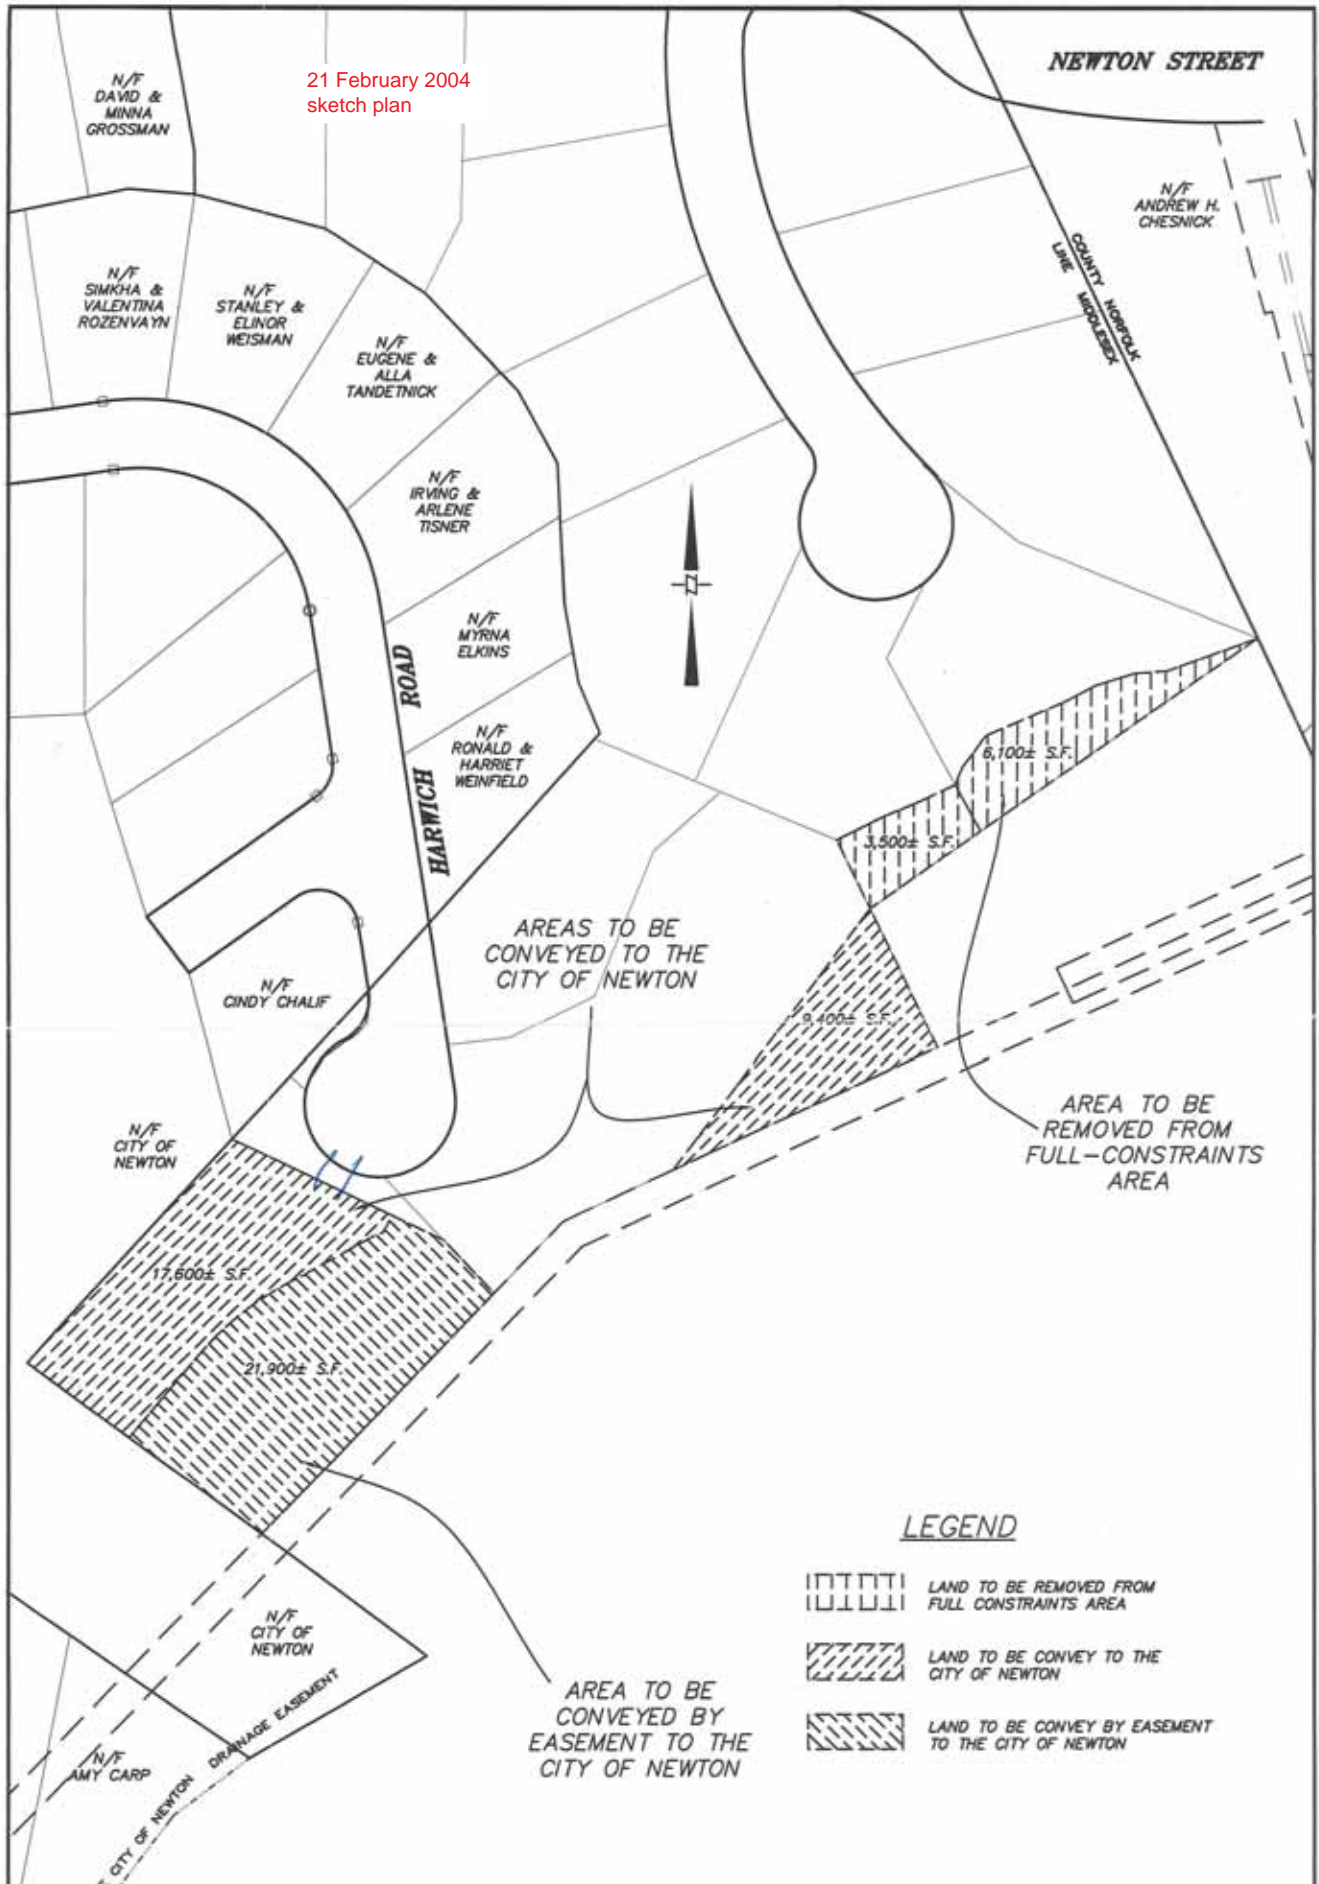 21 February 2004
sketch plan
NEWTON STREET
N/F
DAVID &
MINNA
GROSSMAN
N/F
ANDREW H.
CHESNICK
COUNTY NORFOLK
LINE MIDDLESEX
N/F
SIMKHA &
VALENTINA
ROZENVAYN
N/F
STANLEY &
ELINOR
WEISMAN
N/F
EUGENE &
ALLA
TANDETNICK
N/F
IRVING &
ARLENE
TISNER
N/F
MYRNA
ELKINS
N/F
RONALD &
HARRIET
WEINFIELD
HARWICH ROAD
6,100± S.F.
3,500± S.F.
AREAS TO BE
CONVEYED TO THE
CITY OF NEWTON
9,400± S.F.
N/F
CINDY CHALIF
AREA TO BE
REMOVED FROM
FULL-CONSTRAINTS
AREA
N/F
CITY OF
NEWTON
17,600± S.F.
21,900± S.F.
LEGEND
LAND TO BE REMOVED FROM
FULL CONSTRAINTS AREA
LAND TO BE CONVEY TO THE
CITY OF NEWTON
LAND TO BE CONVEY BY EASEMENT
TO THE CITY OF NEWTON
N/F
CITY OF
NEWTON
AREA TO BE
CONVEYED BY
EASEMENT TO THE
CITY OF NEWTON
N/F
AMY CARP
CITY OF NEWTON DRAINAGE EASEMENT